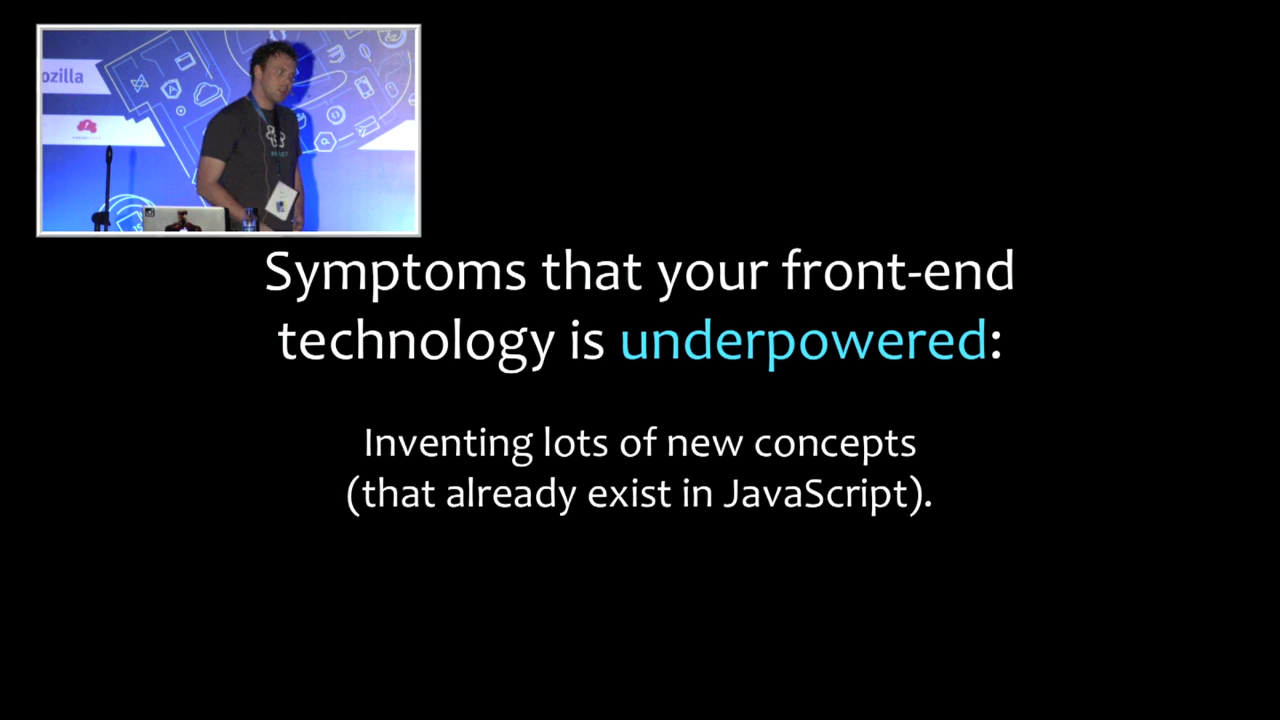 ozilla
Symptoms that your front-end
technology is underpowered:
Inventing lots of new concepts
(that already exist in JavaScript).